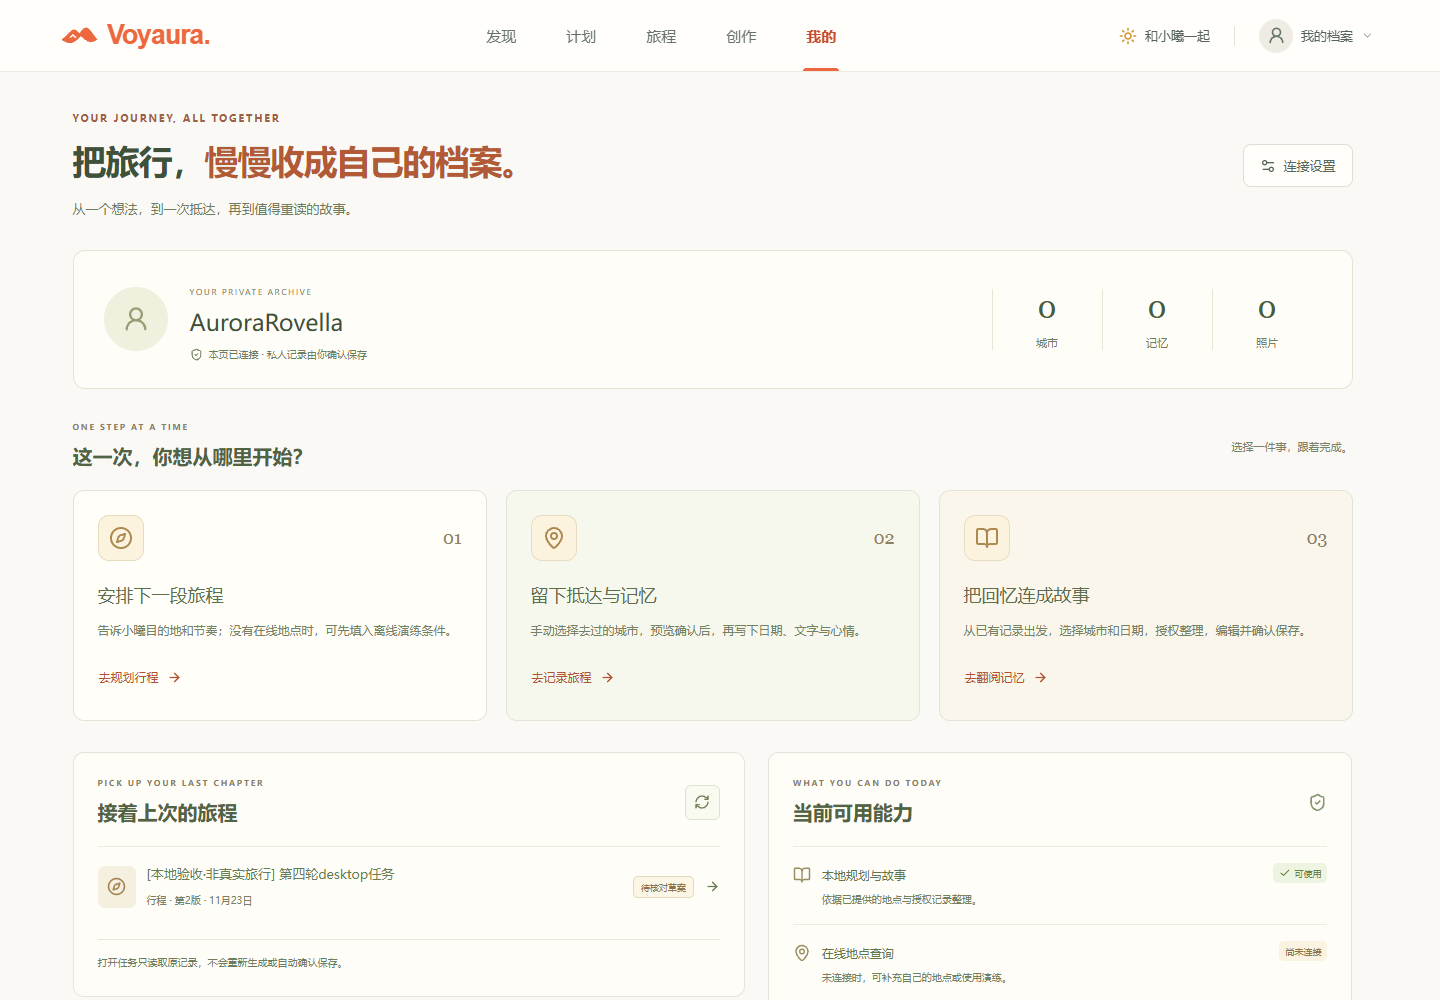 Voyaura.
发现
计划
旅程
创作
我的
和小曦一起
我的档案
YOUR JOURNEY, ALL TOGETHER
把旅行，慢慢收成自己的档案。
从一个想法，到一次抵达，再到值得重读的故事。
连接设置
YOUR PRIVATE ARCHIVE
AuroraRovella
本页已连接 · 私人记录由你确认保存
0
城市
0
记忆
0
照片
ONE STEP AT A TIME
这一次，你想从哪里开始？
选择一件事，跟着完成。
01
安排下一段旅程
告诉小曦目的地和节奏；没有在线地点时，可先填入离线演练条件。
去规划行程
02
留下抵达与记忆
手动选择去过的城市，预览确认后，再写下日期、文字与心情。
去记录旅程
03
把回忆连成故事
从已有记录出发，选择城市和日期，授权整理，编辑并确认保存。
去翻阅记忆
PICK UP YOUR LAST CHAPTER
接着上次的旅程
[本地验收·非真实旅行] 第四轮desktop任务
行程 · 第2版 · 11月23日
待核对草案
打开任务只读取原记录，不会重新生成或自动确认保存。
WHAT YOU CAN DO TODAY
当前可用能力
本地规划与故事
依据已提供的地点与授权记录整理。
可使用
在线地点查询
未连接时，可补充自己的地点或使用演练。
尚未连接